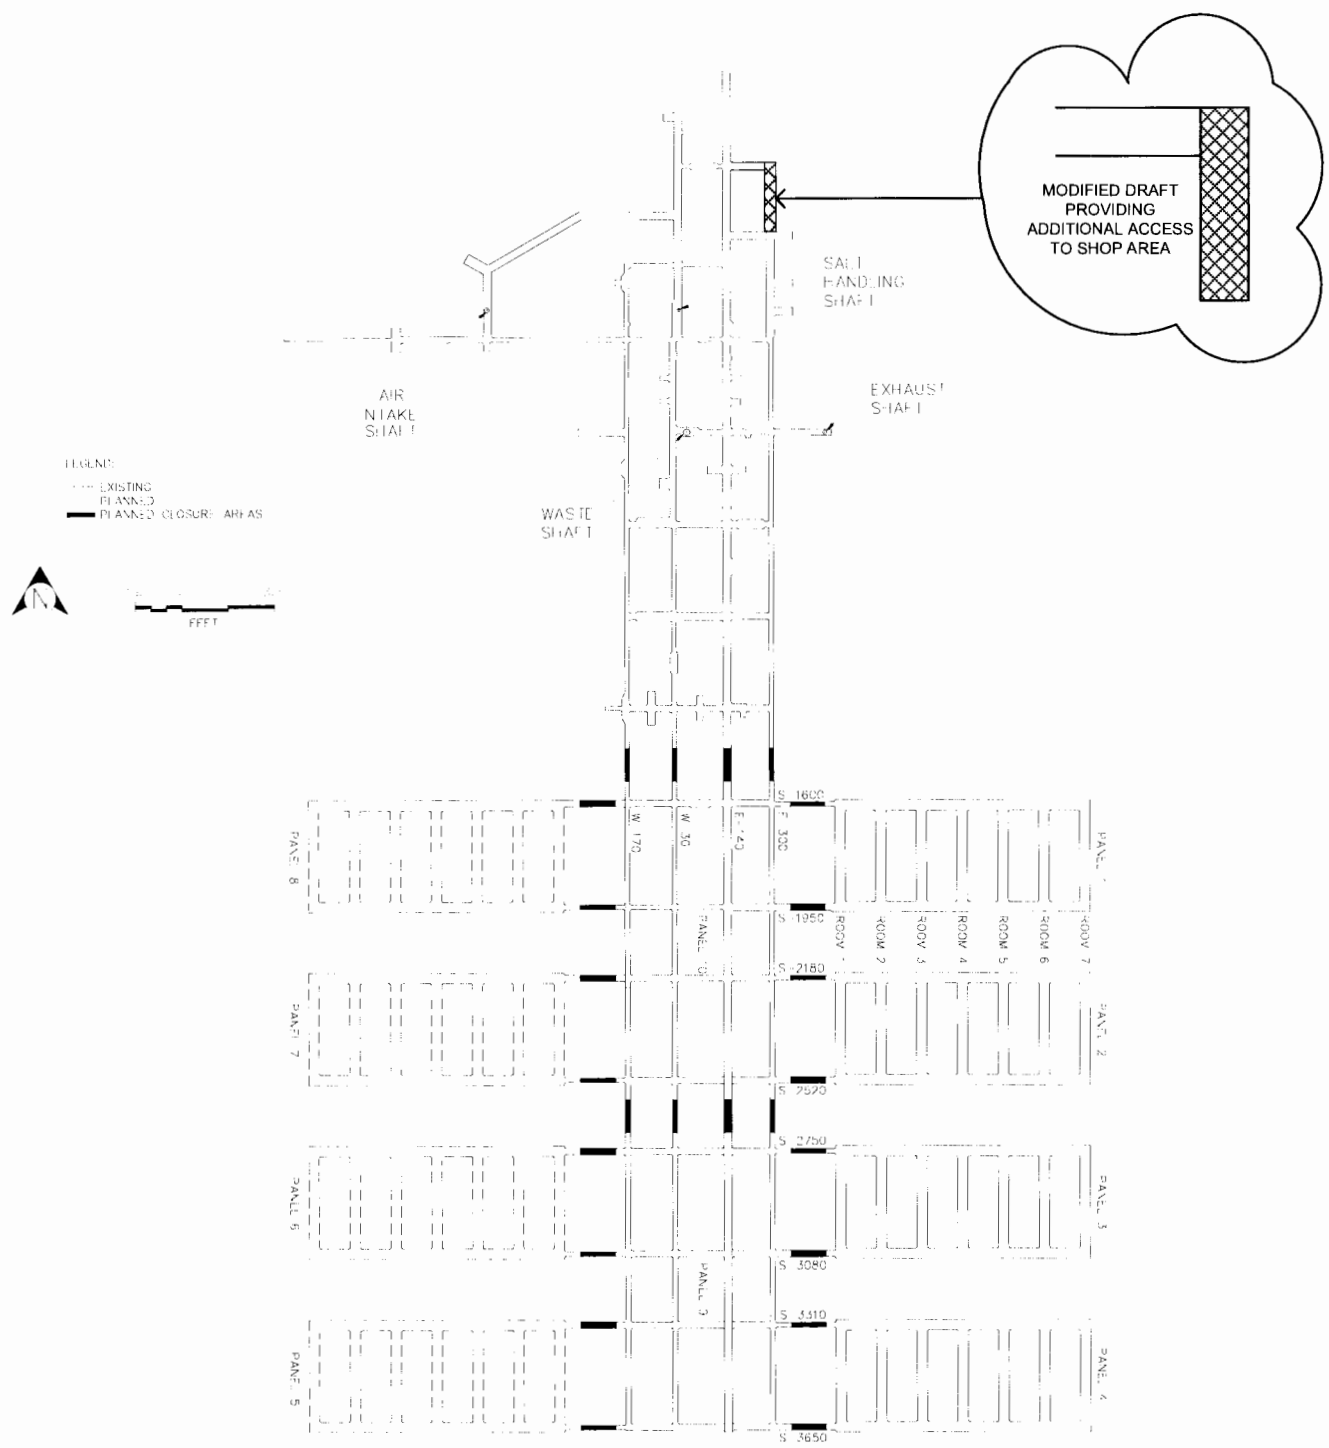 MODIFIED DRAFT
PROVIDING
ADDITIONAL ACCESS
TO SHOP AREA
SALT
HANDLING
SHAFT
EXHAUST
SHAFT
AIR
INTAKE
SHAFT
LEGEND:
EXISTING
PLANNED
PLANNED CLOSURE AREAS
WASTE
SHAFT
N
FEET
S 1600
W 170
W 30
E 140
E 300
PANEL 8
PANEL 1
S 1950
PANEL 10
ROOM 1
ROOM 2
ROOM 3
ROOM 4
ROOM 5
ROOM 6
ROOM 7
S 2180
PANEL 7
PANEL 2
S 2520
S 2750
PANEL 6
PANEL 3
S 3080
PANEL 9
S 3310
PANEL 5
PANEL 4
S 3650